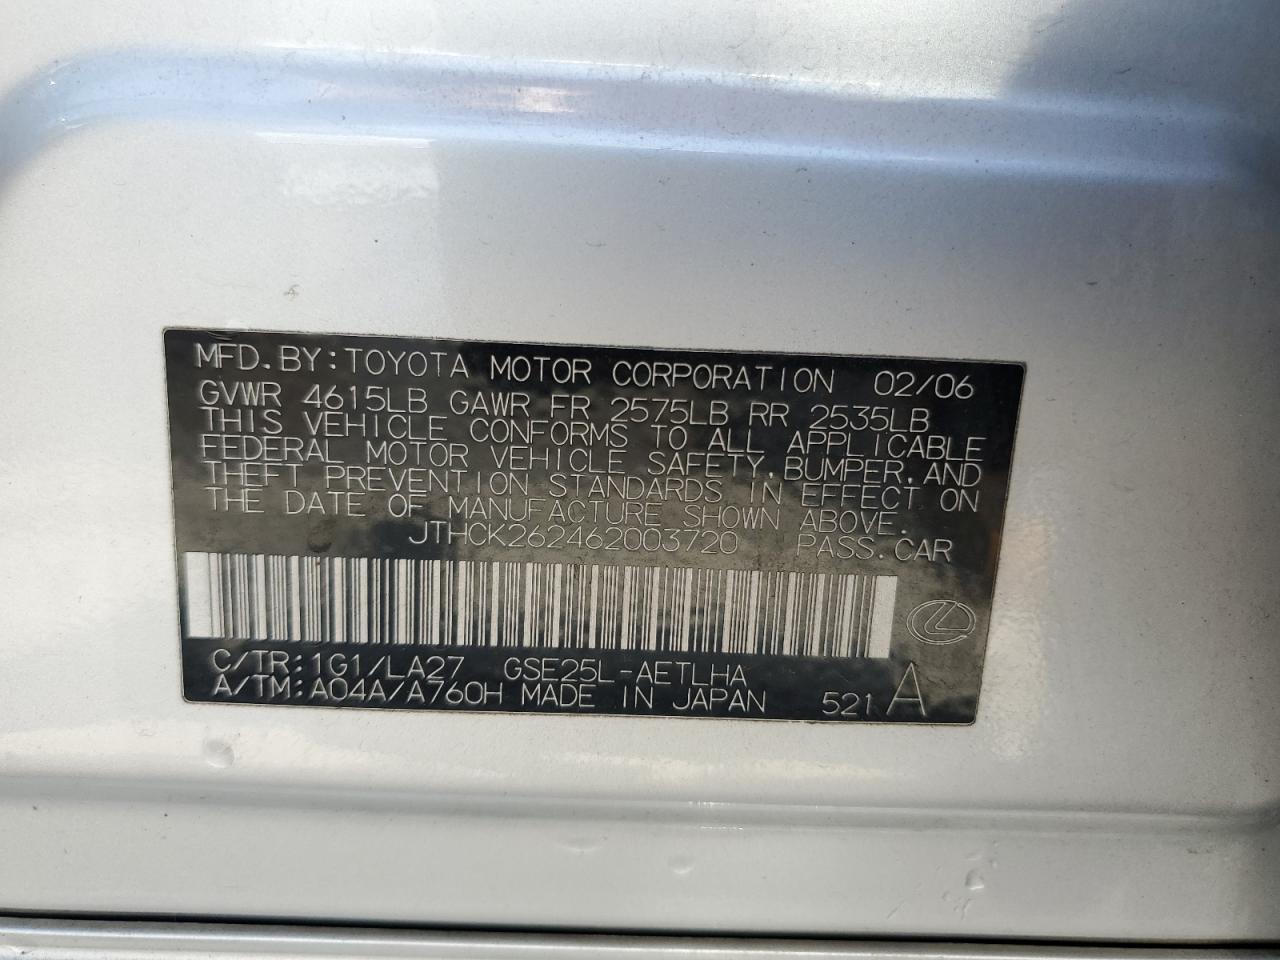 MFD.BY:TOYOTA MOTOR CORPORATION 02/06
GVWR 4615LB GAWR FR 2575LB RR 2535LB
THIS VEHICLE CONFORMS TO ALL APPLICABLE
FEDERAL MOTOR VEHICLE SAFETY,BUMPER,AND
THEFT PREVENTION STANDARDS IN EFFECT ON
THE DATE OF MANUFACTURE SHOWN ABOVE.
JTHCK262462003720 PASS.CAR
C/TR:1G1/LA27 GSE25L-AETLHA
A/TM:A04A/A760H MADE IN JAPAN 521 A